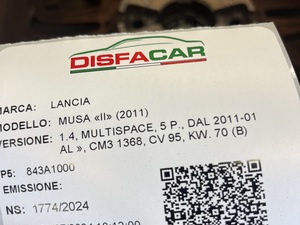 DISFACAR
MARCA: LANCIA
MODELLO: MUSA «II» (2011)
VERSIONE: 1.4, MULTISPACE, 5 P., DAL 2011-01
AL », CM3 1368, CV 95, KW. 70 (B)
P5: 843A1000
EMISSIONE:
NS: 1774/2024